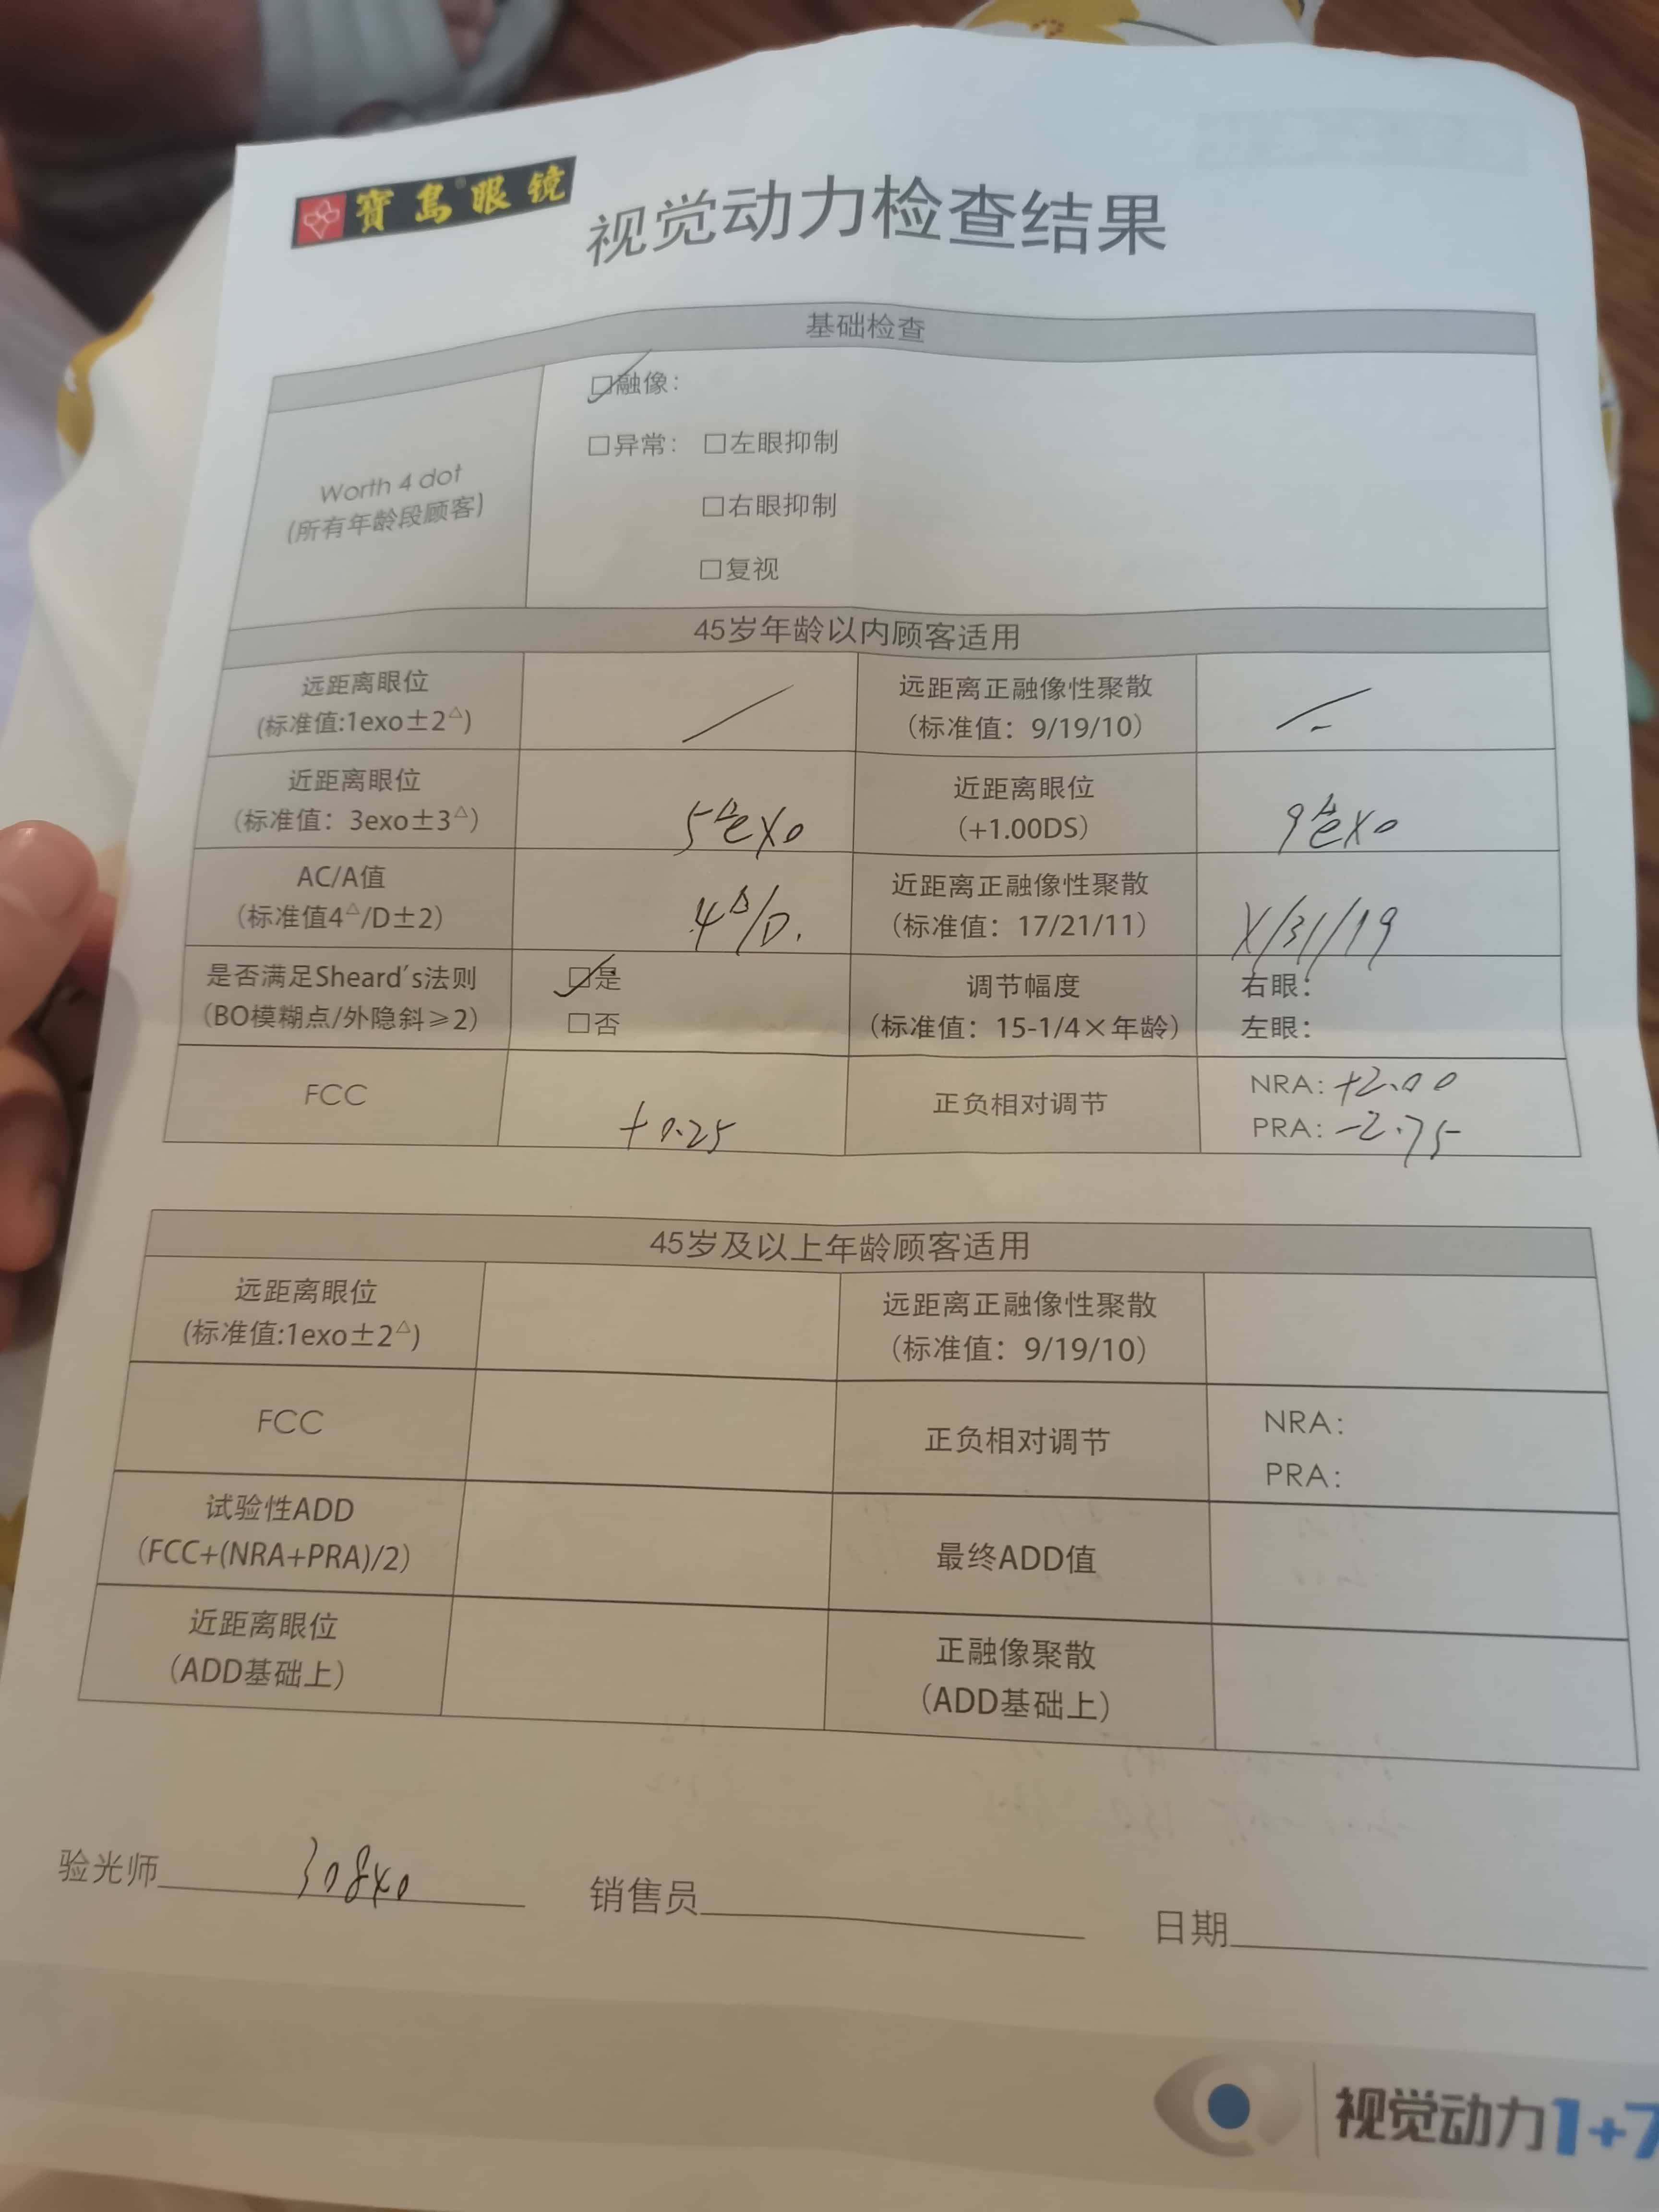 寶島眼镜
视觉动力检查结果
基础检查
Worth 4 dot
(所有年龄段顾客)
☑融像:
□异常: □左眼抑制
□右眼抑制
□复视
45岁年龄以内顾客适用
远距离眼位
(标准值:1exo±2△)
远距离正融像性聚散
(标准值: 9/19/10)
近距离眼位
(标准值: 3exo±3△)
5△exo
近距离眼位
(+1.00DS)
9△exo
AC/A值
(标准值4△/D±2)
4△/D.
近距离正融像性聚散
(标准值: 17/21/11)
X/31/19
是否满足Sheard's法则
(BO模糊点/外隐斜≥2)
☑是
□否
调节幅度
(标准值: 15-1/4×年龄)
右眼:
左眼:
FCC
+0.25
正负相对调节
NRA: +2.00
PRA: -2.75
45岁及以上年龄顾客适用
远距离眼位
(标准值:1exo±2△)
远距离正融像性聚散
(标准值: 9/19/10)
FCC
正负相对调节
NRA:
PRA:
试验性ADD
(FCC+(NRA+PRA)/2)
最终ADD值
近距离眼位
(ADD基础上)
正融像聚散
(ADD基础上)
验光师 销售员 日期
视觉动力1+7